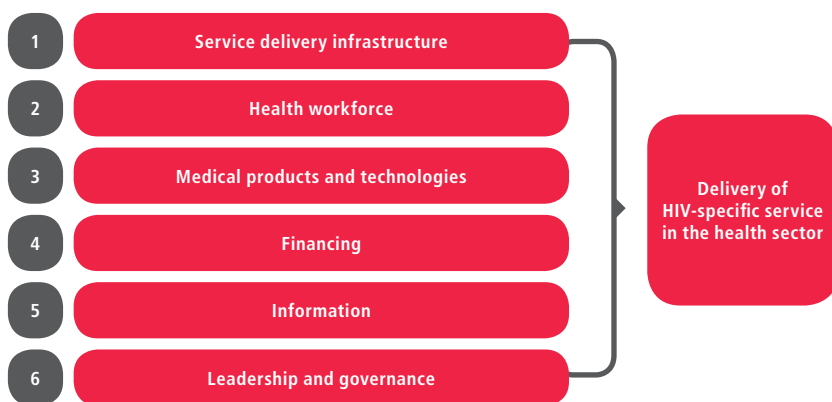 1
Service delivery infrastructure
2
Health workforce
3
Medical products and technologies
4
Financing
5
Information
6
Leadership and governance
Delivery of
HIV-specific service
in the health sector